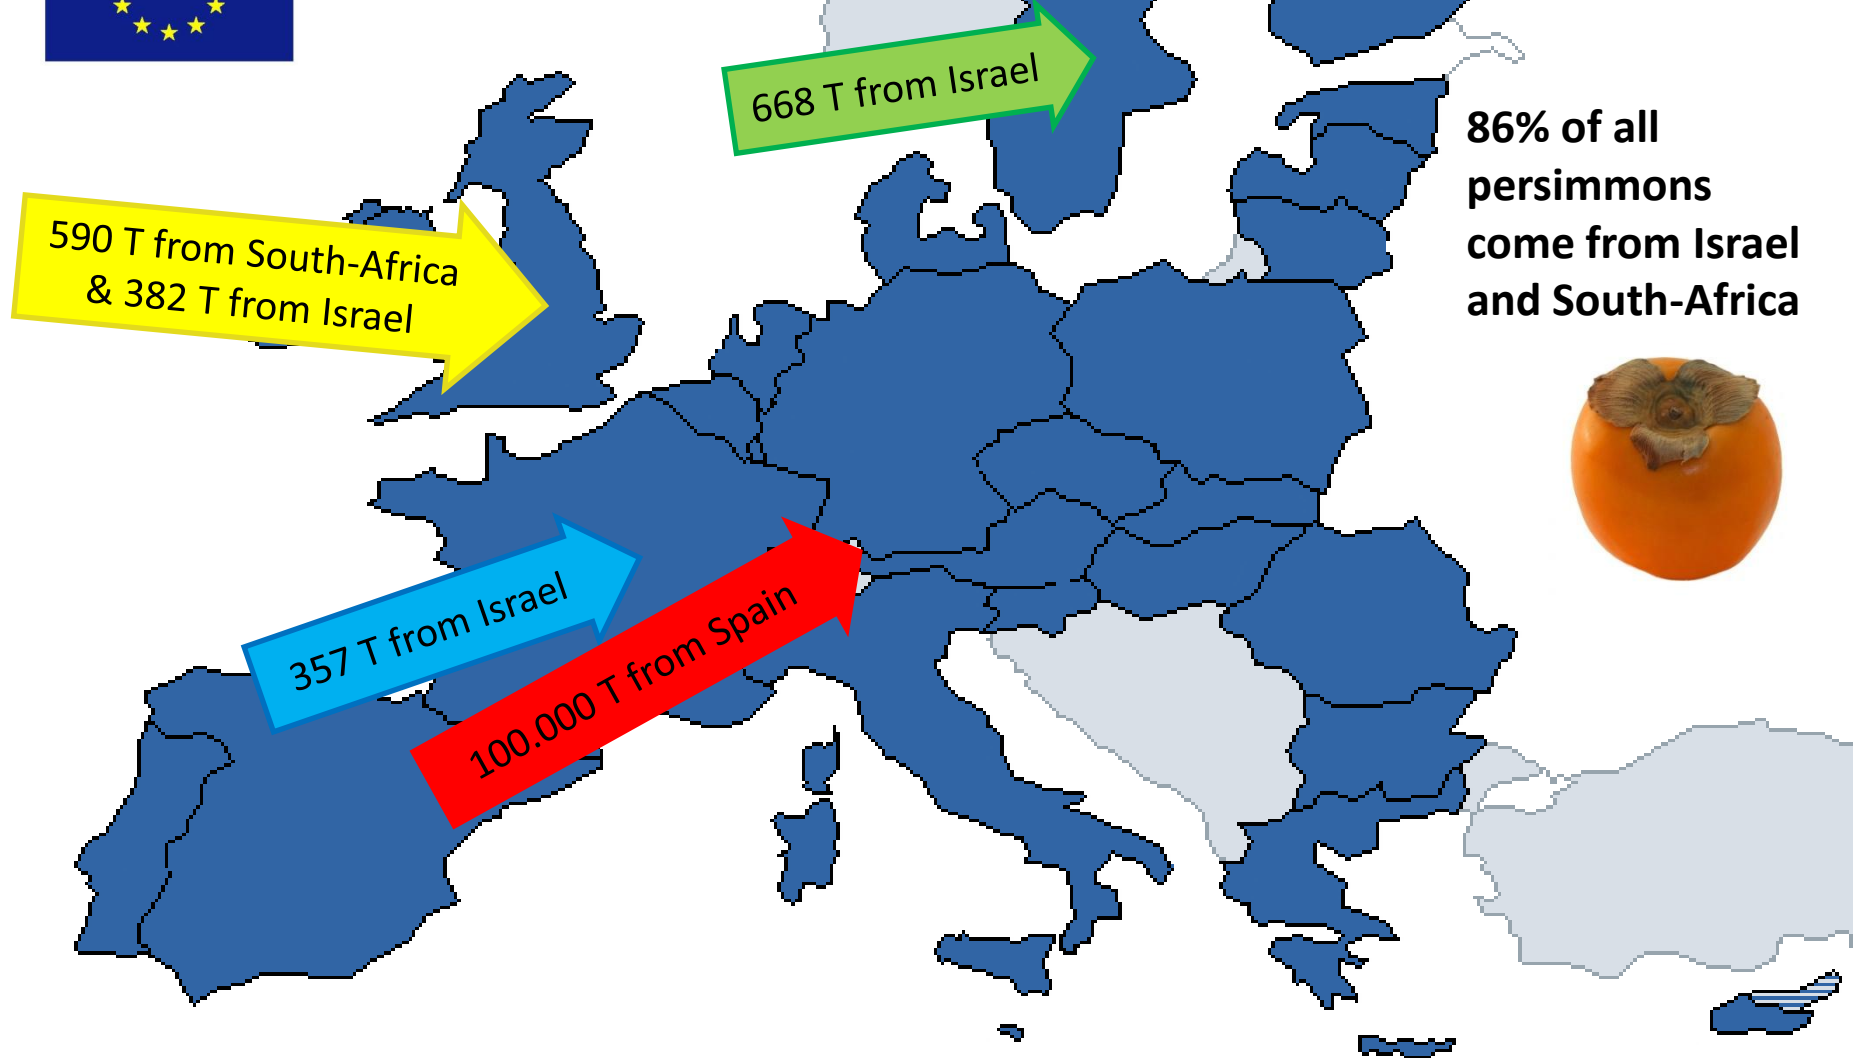 668 T from Israel
86% of all
persimmons
come from Israel
and South-Africa
590 T from South-Africa
& 382 T from Israel
357 T from Israel
100.000 T from Spain